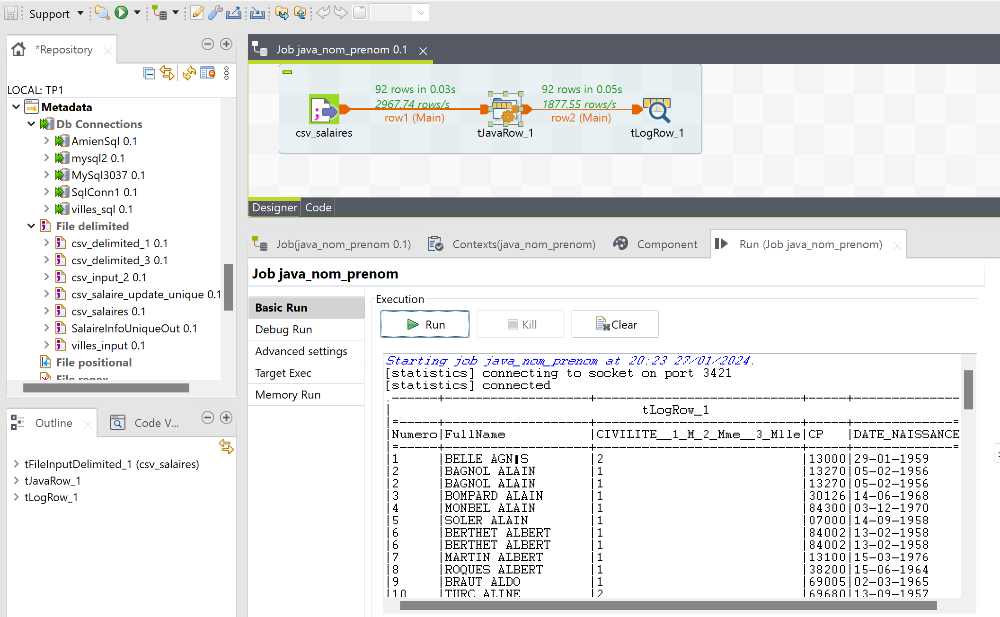 Support
*Repository
LOCAL: TP1
Metadata
Db Connections
AmienSql 0.1
mysql2 0.1
MySql3037 0.1
SqlConn1 0.1
villes_sql 0.1
File delimited
csv_delimited_1 0.1
csv_delimited_3 0.1
csv_input_2 0.1
csv_salaire_update_unique 0.1
csv_salaires 0.1
SalaireInfoUniqueOut 0.1
villes_input 0.1
File positional
File regex
Outline
Code V...
tFileInputDelimited_1 (csv_salaires)
tJavaRow_1
tLogRow_1
Job java_nom_prenom 0.1
92 rows in 0.03s
2967.74 rows/s
row1 (Main)
92 rows in 0.05s
1877.55 rows/s
row2 (Main)
csv_salaires
tJavaRow_1
tLogRow_1
Designer
Code
Job(java_nom_prenom 0.1)
Contexts(java_nom_prenom)
Component
Run (Job java_nom_prenom)
Job java_nom_prenom
Basic Run
Debug Run
Advanced settings
Target Exec
Memory Run
Execution
Run
Kill
Clear
Starting job java_nom_prenom at 20:23 27/01/2024.
[statistics] connecting to socket on port 3421
[statistics] connected
.------+--------------------+----------------------------+-----+--------------
| tLogRow_1
|=-----+--------------------+----------------------------+-----+-------------=
|Numero|FullName |CIVILITE__1_M_2_Mme__3_Mlle|CP |DATE_NAISSANCE
|=-----+--------------------+----------------------------+-----+-------------=
|1 |BELLE AGN▮S |2 |13000|29-01-1959
|2 |BAGNOL ALAIN |1 |13270|05-02-1956
|2 |BAGNOL ALAIN |1 |13270|05-02-1956
|3 |BOMPARD ALAIN |1 |30126|14-06-1968
|4 |MONBEL ALAIN |1 |84300|03-12-1970
|5 |SOLER ALAIN |1 |07000|14-09-1958
|6 |BERTHET ALBERT |1 |84002|13-02-1958
|6 |BERTHET ALBERT |1 |84002|13-02-1958
|7 |MARTIN ALBERT |1 |13100|15-03-1976
|8 |ROQUES ALBERT |1 |38200|15-06-1964
|9 |BRAUT ALDO |1 |69005|02-03-1965
|10 |TURC ALINE |2 |69680|13-09-1957